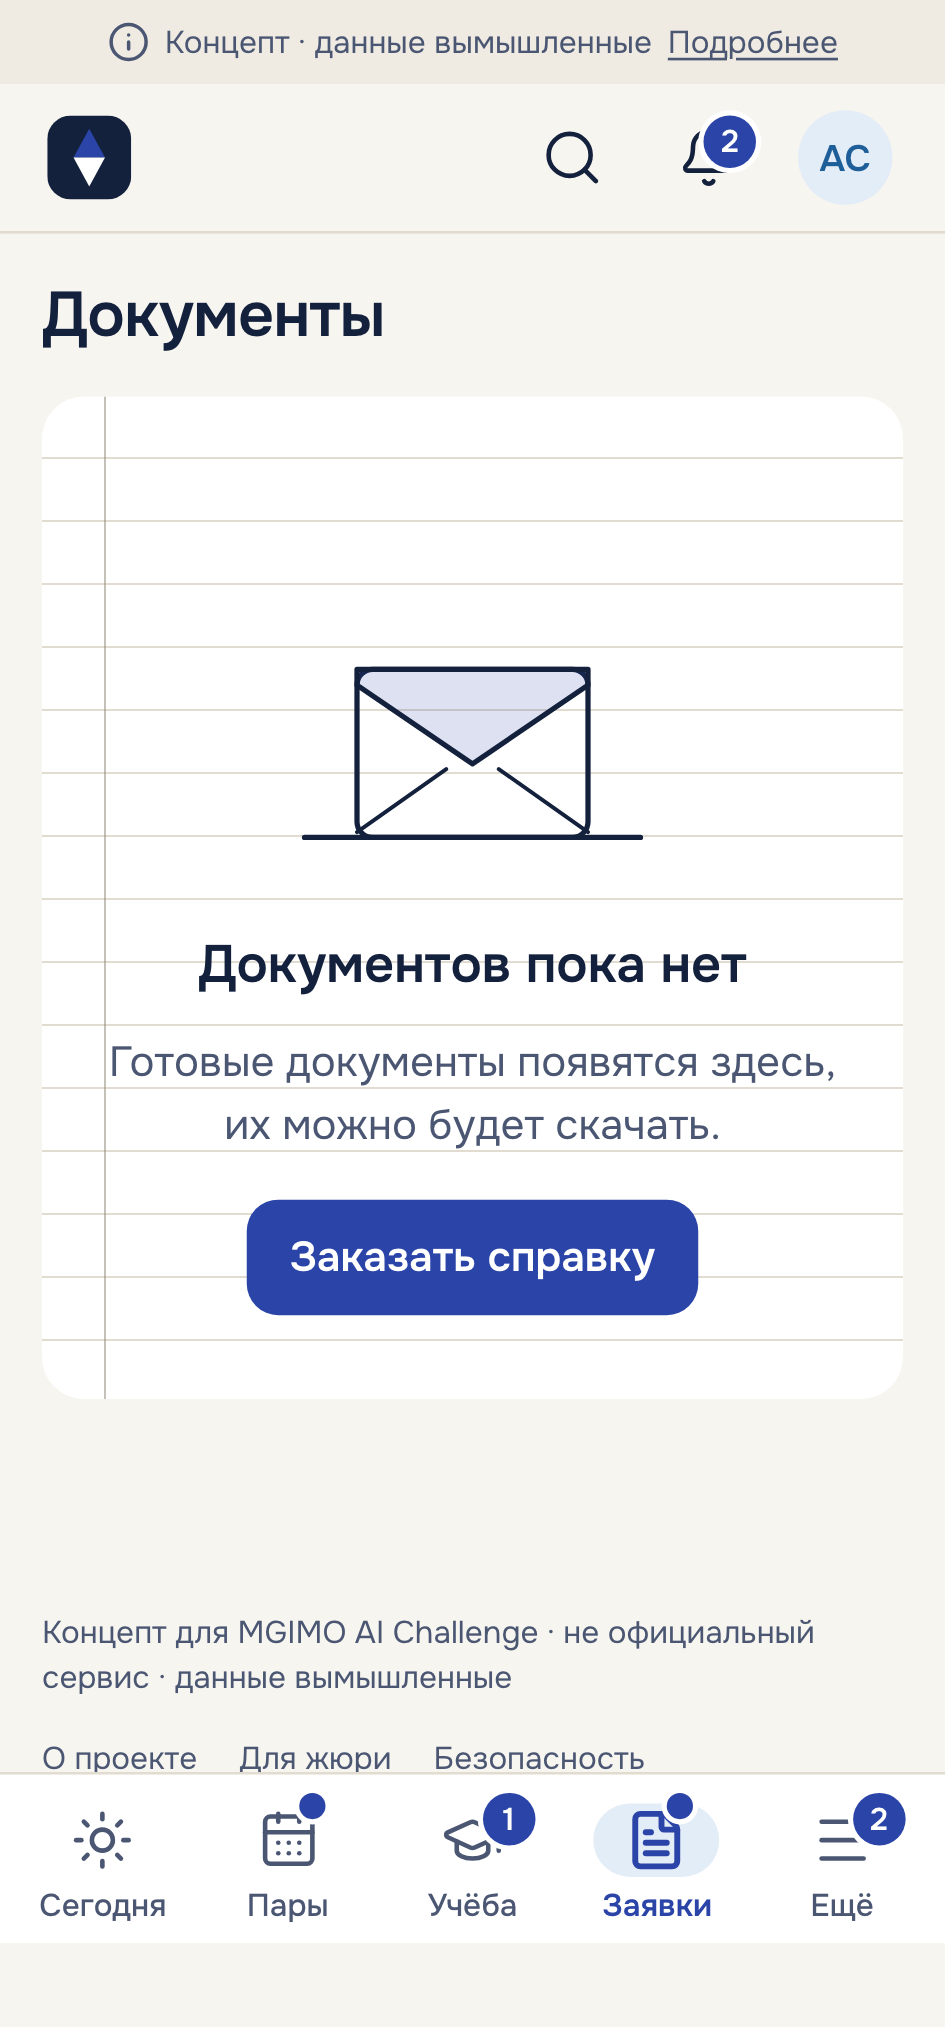 Концепт · данные вымышленные Подробнее
2
АС
Документы
Документов пока нет
Готовые документы появятся здесь,
их можно будет скачать.
Заказать справку
Концепт для MGIMO AI Challenge · не официальный
сервис · данные вымышленные
О проекте Для жюри Безопасность
1
2
Сегодня Пары Учёба Заявки Ещё